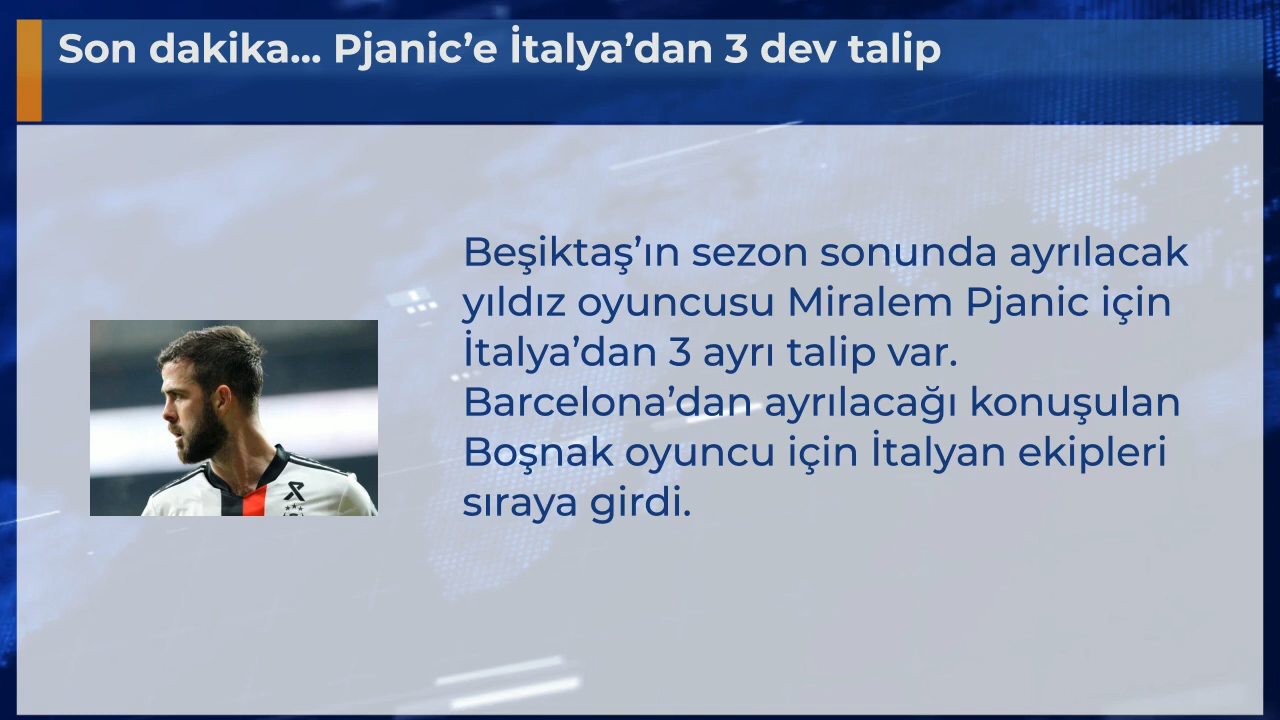 Son dakika... Pjanic’e İtalya’dan 3 dev talip
Beşiktaş’ın sezon sonunda ayrılacak
yıldız oyuncusu Miralem Pjanic için
İtalya’dan 3 ayrı talip var.
Barcelona’dan ayrılacağı konuşulan
Boşnak oyuncu için İtalyan ekipleri
sıraya girdi.